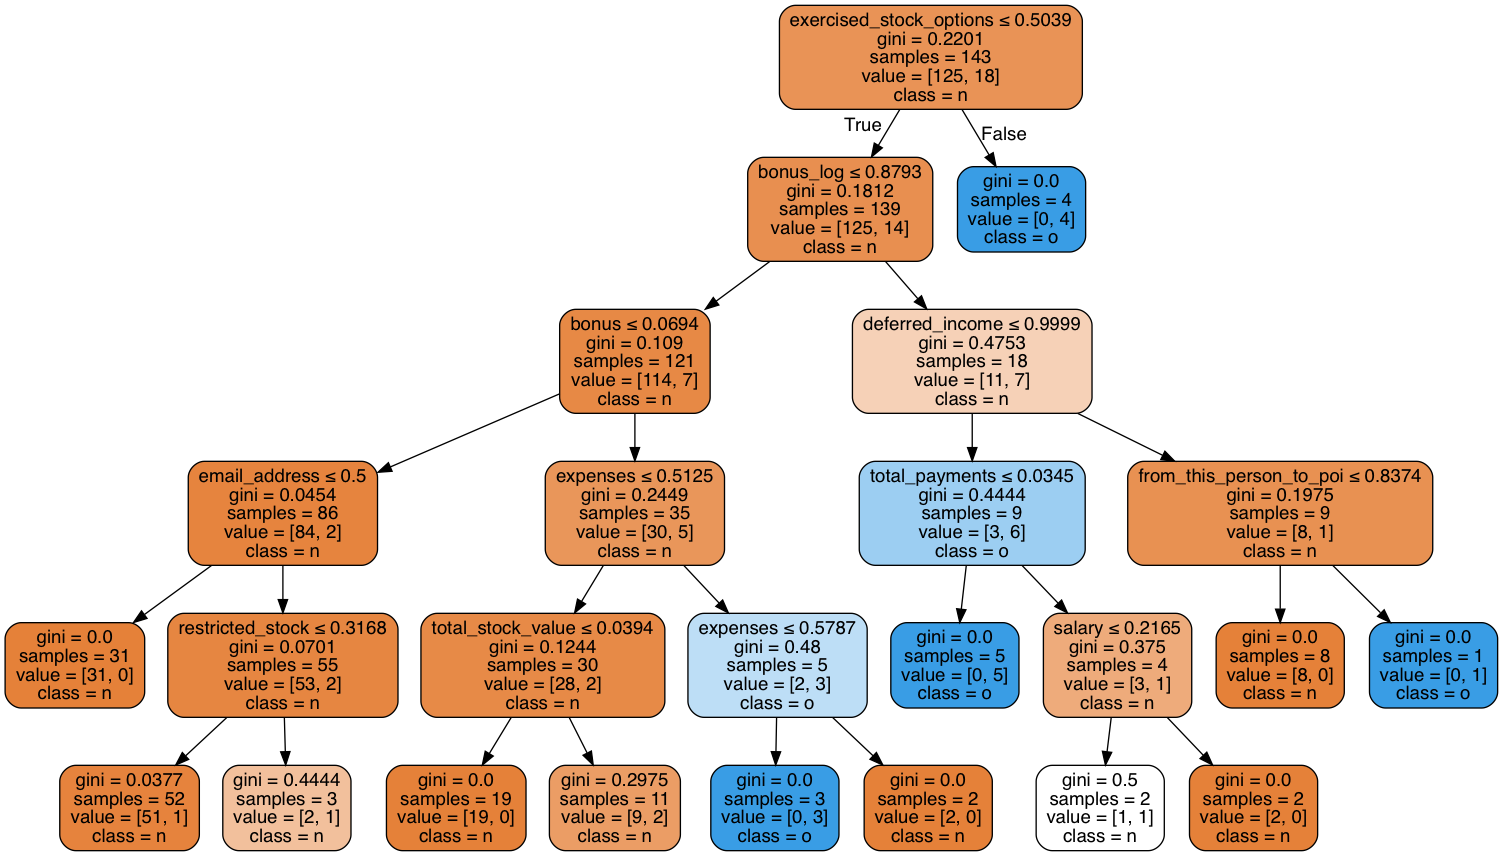 exercised_stock_options ≤ 0.5039
gini = 0.2201
samples = 143
value = [125, 18]
class = n
True
False
bonus_log ≤ 0.8793
gini = 0.1812
samples = 139
value = [125, 14]
class = n
gini = 0.0
samples = 4
value = [0, 4]
class = o
bonus ≤ 0.0694
gini = 0.109
samples = 121
value = [114, 7]
class = n
deferred_income ≤ 0.9999
gini = 0.4753
samples = 18
value = [11, 7]
class = n
email_address ≤ 0.5
gini = 0.0454
samples = 86
value = [84, 2]
class = n
expenses ≤ 0.5125
gini = 0.2449
samples = 35
value = [30, 5]
class = n
total_payments ≤ 0.0345
gini = 0.4444
samples = 9
value = [3, 6]
class = o
from_this_person_to_poi ≤ 0.8374
gini = 0.1975
samples = 9
value = [8, 1]
class = n
gini = 0.0
samples = 31
value = [31, 0]
class = n
restricted_stock ≤ 0.3168
gini = 0.0701
samples = 55
value = [53, 2]
class = n
total_stock_value ≤ 0.0394
gini = 0.1244
samples = 30
value = [28, 2]
class = n
expenses ≤ 0.5787
gini = 0.48
samples = 5
value = [2, 3]
class = o
gini = 0.0
samples = 5
value = [0, 5]
class = o
salary ≤ 0.2165
gini = 0.375
samples = 4
value = [3, 1]
class = n
gini = 0.0
samples = 8
value = [8, 0]
class = n
gini = 0.0
samples = 1
value = [0, 1]
class = o
gini = 0.0377
samples = 52
value = [51, 1]
class = n
gini = 0.4444
samples = 3
value = [2, 1]
class = n
gini = 0.0
samples = 19
value = [19, 0]
class = n
gini = 0.2975
samples = 11
value = [9, 2]
class = n
gini = 0.0
samples = 3
value = [0, 3]
class = o
gini = 0.0
samples = 2
value = [2, 0]
class = n
gini = 0.5
samples = 2
value = [1, 1]
class = n
gini = 0.0
samples = 2
value = [2, 0]
class = n